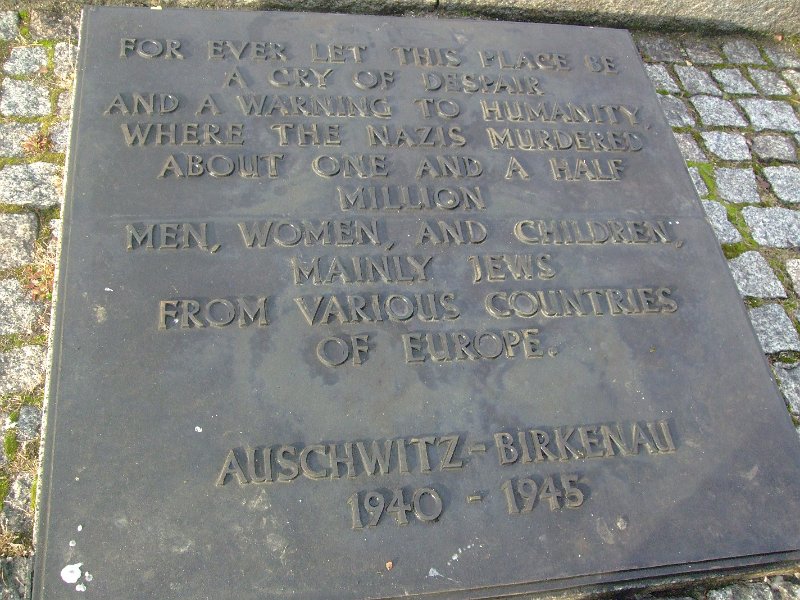 FOR EVER LET THIS PLACE BE
A CRY OF DESPAIR
AND A WARNING TO HUMANITY,
WHERE THE NAZIS MURDERED
ABOUT ONE AND A HALF
MILLION
MEN, WOMEN, AND CHILDREN,
MAINLY JEWS
FROM VARIOUS COUNTRIES
OF EUROPE.
AUSCHWITZ-BIRKENAU
1940 - 1945